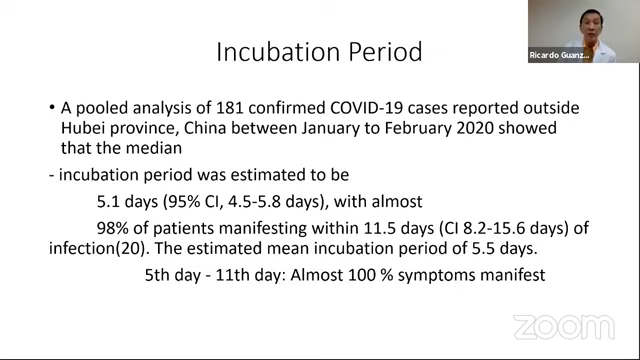 Incubation Period
Ricardo Guanz...
• A pooled analysis of 181 confirmed COVID-19 cases reported outside
Hubei province, China between January to February 2020 showed
that the median
- incubation period was estimated to be
5.1 days (95% CI, 4.5-5.8 days), with almost
98% of patients manifesting within 11.5 days (CI 8.2-15.6 days) of
infection(20). The estimated mean incubation period of 5.5 days.
5th day - 11th day: Almost 100 % symptoms manifest
zoom